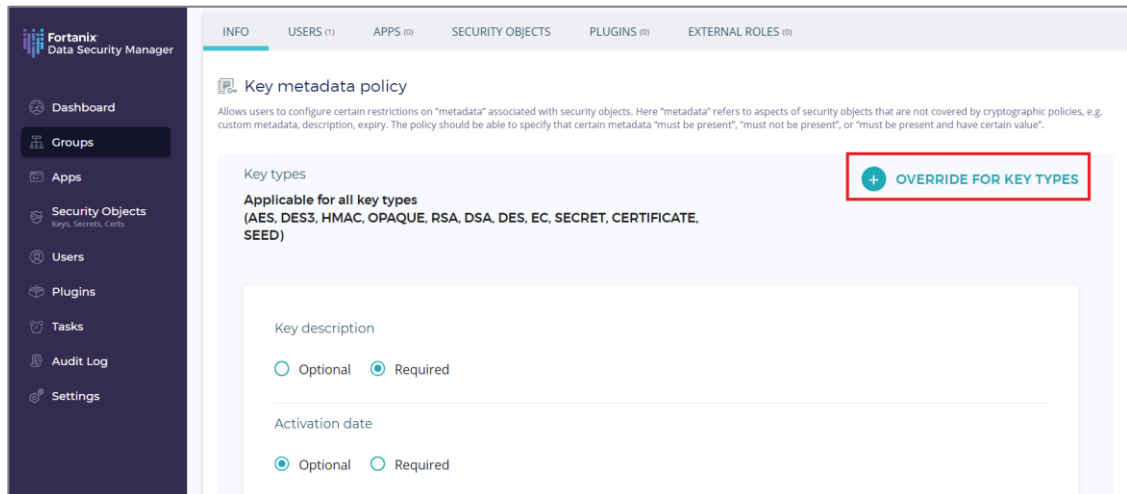 Fortanix
Data Security Manager
Dashboard
Groups
Apps
Security Objects
Keys, Secrets, Certs
Users
Plugins
Tasks
Audit Log
Settings
INFO USERS (1) APPS (0) SECURITY OBJECTS PLUGINS (0) EXTERNAL ROLES (0)
Key metadata policy
Allows users to configure certain restrictions on "metadata" associated with security objects. Here "metadata" refers to aspects of security objects that are not covered by cryptographic policies, e.g.
custom metadata, description, expiry. The policy should be able to specify that certain metadata "must be present", "must not be present", or "must be present and have certain value".
Key types
OVERRIDE FOR KEY TYPES
Applicable for all key types
(AES, DES3, HMAC, OPAQUE, RSA, DSA, DES, EC, SECRET, CERTIFICATE,
SEED)
Key description
Optional Required
Activation date
Optional Required